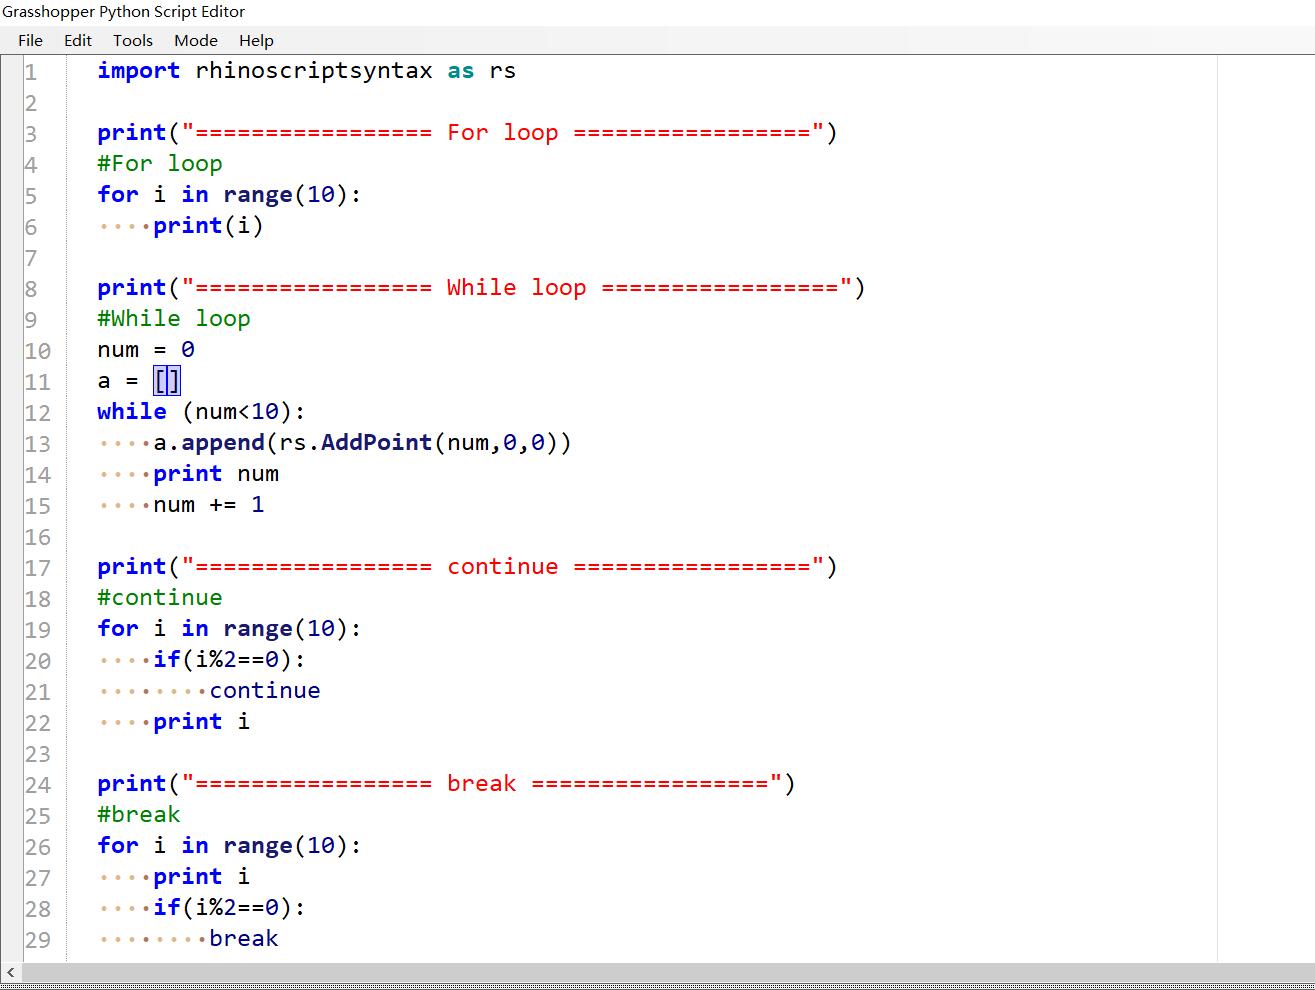 Grasshopper Python Script Editor
File Edit Tools Mode Help
1 import rhinoscriptsyntax as rs
2
3 print("================= For loop =================")
4 #For loop
5 for i in range(10):
6     print(i)
7
8 print("================= While loop =================")
9 #While loop
10 num = 0
11 a = []
12 while (num<10):
13     a.append(rs.AddPoint(num,0,0))
14     print num
15     num += 1
16
17 print("================= continue =================")
18 #continue
19 for i in range(10):
20     if(i%2==0):
21         continue
22     print i
23
24 print("================= break =================")
25 #break
26 for i in range(10):
27     print i
28     if(i%2==0):
29         break